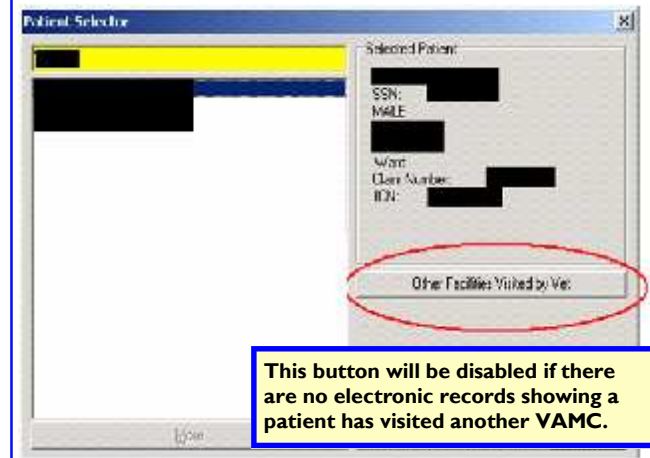 Patient Selector
Selected Patient
SSN:
MALE
Ward
Claim Number:
ICN:
Other Facilities Visited by Vet
This button will be disabled if there
are no electronic records showing a
patient has visited another VAMC.
More